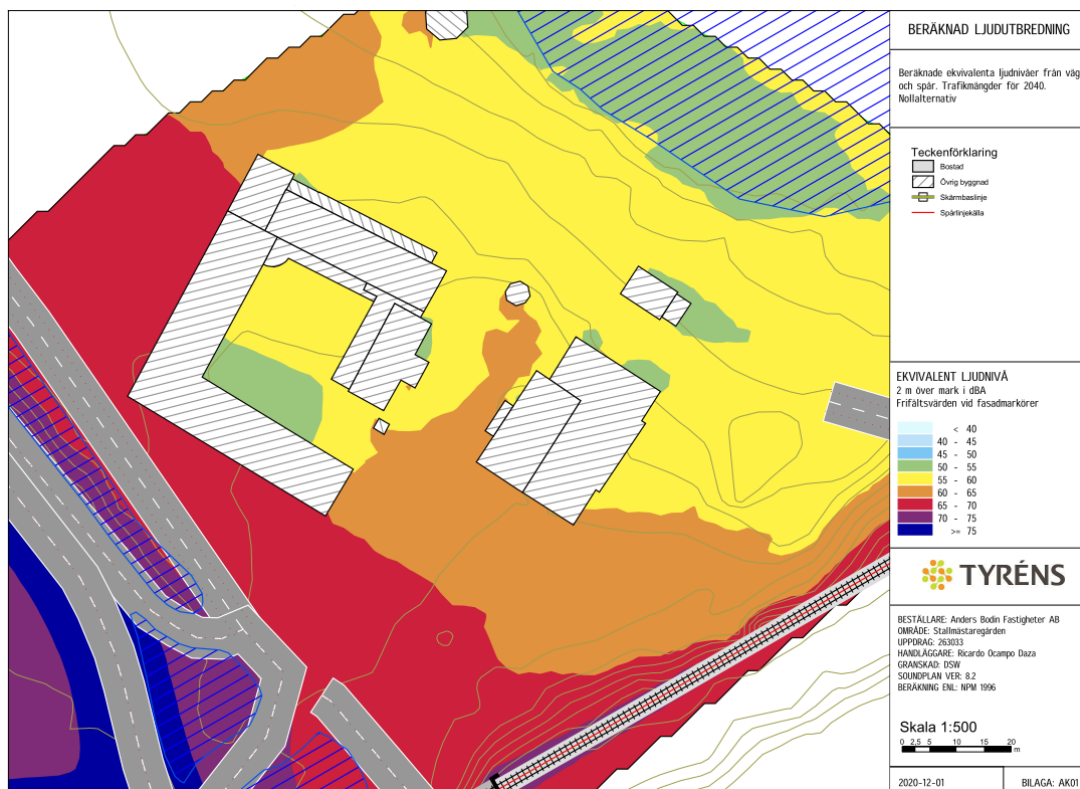 BERÄKNAD LJUDUTBREDNING
Beräknade ekvivalenta ljudnivåer från väg
och spår. Trafikmängder för 2040.
Nollalternativ
Teckenförklaring
Bostad
Övrig byggnad
Skärmbaslinje
Spårlinjekälla
EKVIVALENT LJUDNIVÅ
2 m över mark i dBA
Frifältsvärden vid fasadmarkörer
< 40
40 - 45
45 - 50
50 - 55
55 - 60
60 - 65
65 - 70
70 - 75
>= 75
TYRÉNS
BESTÄLLARE: Anders Bodin Fastigheter AB
OMRÅDE: Stallmästaregården
UPPDRAG: 263033
HANDLÄGGARE: Ricardo Ocampo Daza
GRANSKAD: DSW
SOUNDPLAN VER: 8.2
BERÄKNING ENL: NPM 1996
Skala 1:500
0 2,5 5 10 15 20
m
2020-12-01 BILAGA: AK01